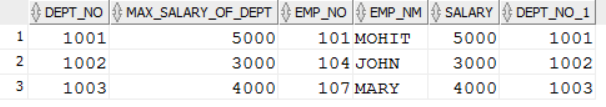 DEPT_NO MAX_SALARY_OF_DEPT EMP_NO EMP_NM SALARY DEPT_NO_1
1 1001 5000 101 MOHIT 5000 1001
2 1002 3000 104 JOHN 3000 1002
3 1003 4000 107 MARY 4000 1003